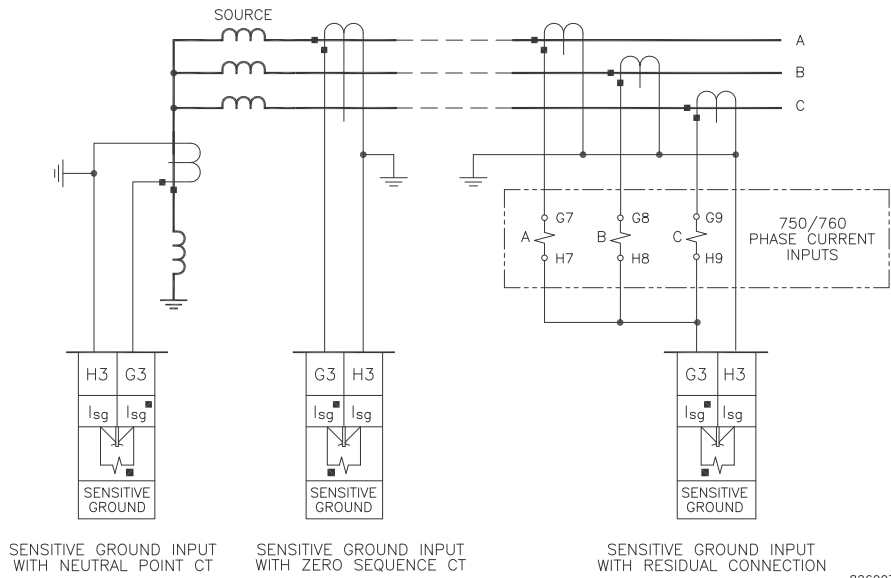 SOURCE
A
B
C
G7 G8 G9
A B C
H7 H8 H9
750/760
PHASE CURRENT
INPUTS
H3 G3
Isg Isg
SENSITIVE
GROUND
SENSITIVE GROUND INPUT
WITH NEUTRAL POINT CT
G3 H3
Isg Isg
SENSITIVE
GROUND
SENSITIVE GROUND INPUT
WITH ZERO SEQUENCE CT
G3 H3
Isg Isg
SENSITIVE
GROUND
SENSITIVE GROUND INPUT
WITH RESIDUAL CONNECTION